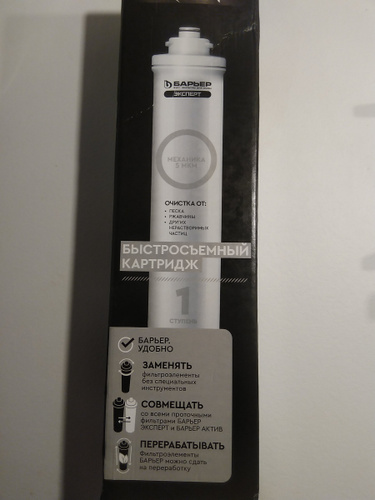 БАРЬЕР
ЭКСПЕРТ
МЕХАНИКА
5 МКМ
ОЧИСТКА ОТ:
• ПЕСКА
• РЖАВЧИНЫ
• ДРУГИХ
НЕРАСТВОРИМЫХ
ЧАСТИЦ
БЫСТРОСЪЕМНЫЙ
КАРТРИДЖ
1
СТУПЕНЬ
БАРЬЕР,
УДОБНО
ЗАМЕНЯТЬ
фильтроэлементы
без специальных
инструментов
СОВМЕЩАТЬ
со всеми проточными
фильтрами БАРЬЕР
ЭКСПЕРТ и БАРЬЕР АКТИВ
ПЕРЕРАБАТЫВАТЬ
Фильтроэлементы
БАРЬЕР можно сдать
на переработку